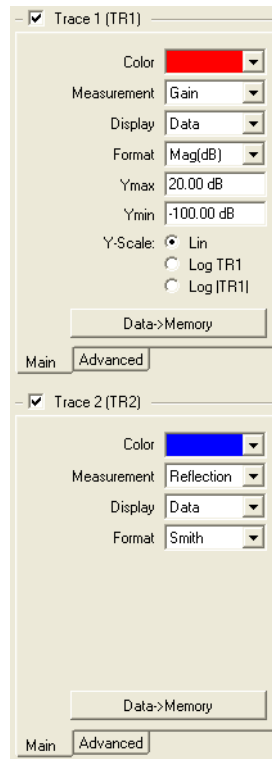 Trace 1 (TR1)
Color
Measurement Gain
Display Data
Format Mag(dB)
Ymax 20.00 dB
Ymin -100.00 dB
Y-Scale: Lin
Log TR1
Log |TR1|
Data->Memory
Main Advanced
Trace 2 (TR2)
Color
Measurement Reflection
Display Data
Format Smith
Data->Memory
Main Advanced